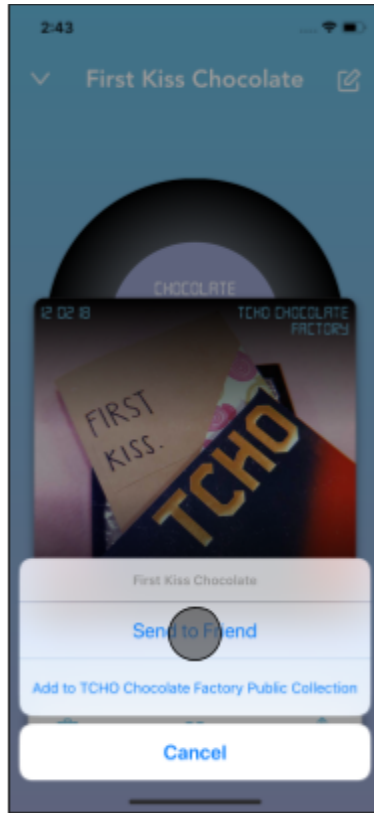 2:43
First Kiss Chocolate
CHOCOLATE
12 02 18
TCHO CHOCOLATE
FACTORY
FIRST
KISS.
TCHO
First Kiss Chocolate
Send to Friend
Add to TCHO Chocolate Factory Public Collection
Cancel